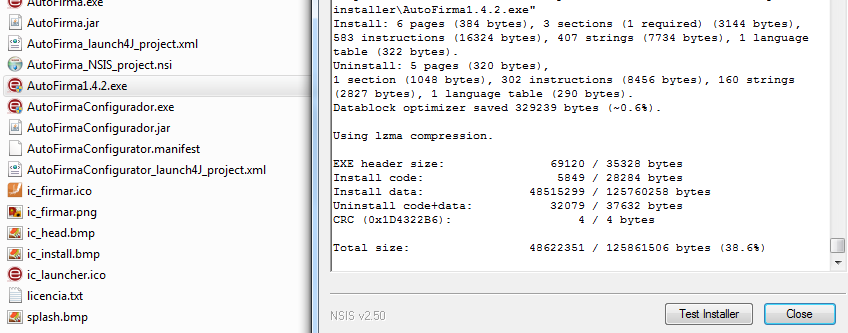 AutoFirma.exe
AutoFirma.jar
AutoFirma_launch4J_project.xml
AutoFirma_NSIS_project.nsi
AutoFirma1.4.2.exe
AutoFirmaConfigurador.exe
AutoFirmaConfigurador.jar
AutoFirmaConfigurator.manifest
AutoFirmaConfigurator_launch4J_project.xml
ic_firmar.ico
ic_firmar.png
ic_head.bmp
ic_install.bmp
ic_launcher.ico
licencia.txt
splash.bmp
installer\AutoFirma1.4.2.exe"
Install: 6 pages (384 bytes), 3 sections (1 required) (3144 bytes),
583 instructions (16324 bytes), 407 strings (7734 bytes), 1 language
table (322 bytes).
Uninstall: 5 pages (320 bytes),
1 section (1048 bytes), 302 instructions (8456 bytes), 160 strings
(2827 bytes), 1 language table (290 bytes).
Datablock optimizer saved 329239 bytes (~0.6%).
Using lzma compression.
EXE header size: 69120 / 35328 bytes
Install code: 5849 / 28284 bytes
Install data: 48515299 / 125760258 bytes
Uninstall code+data: 32079 / 37632 bytes
CRC (0x1D4322B6): 4 / 4 bytes
Total size: 48622351 / 125861506 bytes (38.6%)
NSIS v2.50
Test Installer
Close